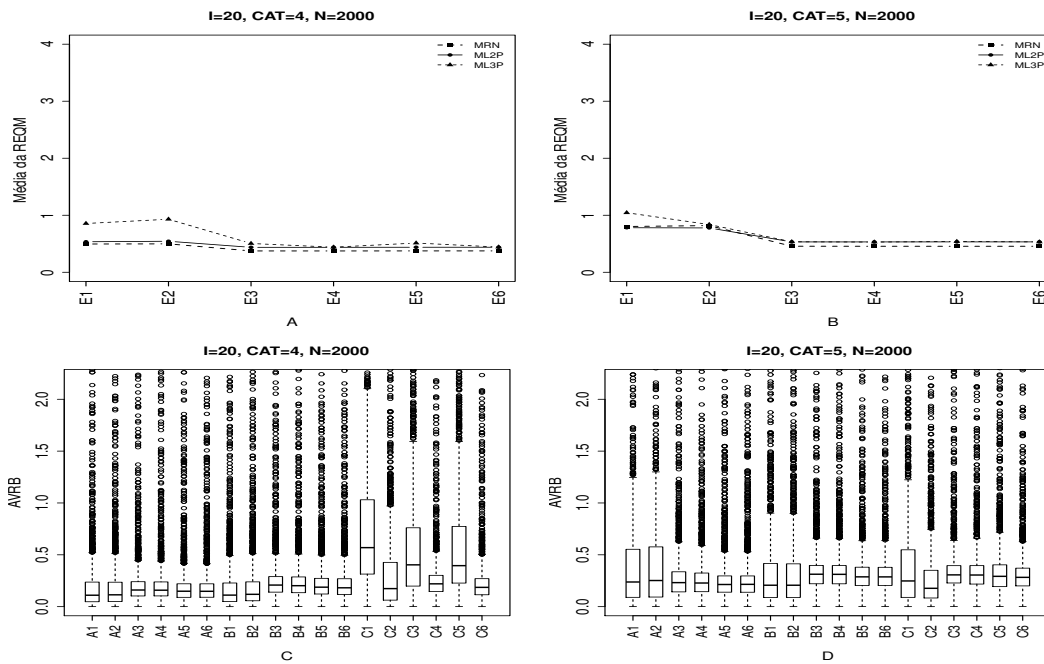 I=20, CAT=4, N=2000
MRN
ML2P
ML3P
Média da REQM
4
3
2
1
0
E1 E2 E3 E4 E5 E6
A
I=20, CAT=5, N=2000
MRN
ML2P
ML3P
Média da REQM
4
3
2
1
0
E1 E2 E3 E4 E5 E6
B
I=20, CAT=4, N=2000
AVRB
2.0
1.5
1.0
0.5
0.0
A1 A2 A3 A4 A5 A6 B1 B2 B3 B4 B5 B6 C1 C2 C3 C4 C5 C6
C
I=20, CAT=5, N=2000
AVRB
2.0
1.5
1.0
0.5
0.0
A1 A2 A3 A4 A5 A6 B1 B2 B3 B4 B5 B6 C1 C2 C3 C4 C5 C6
D